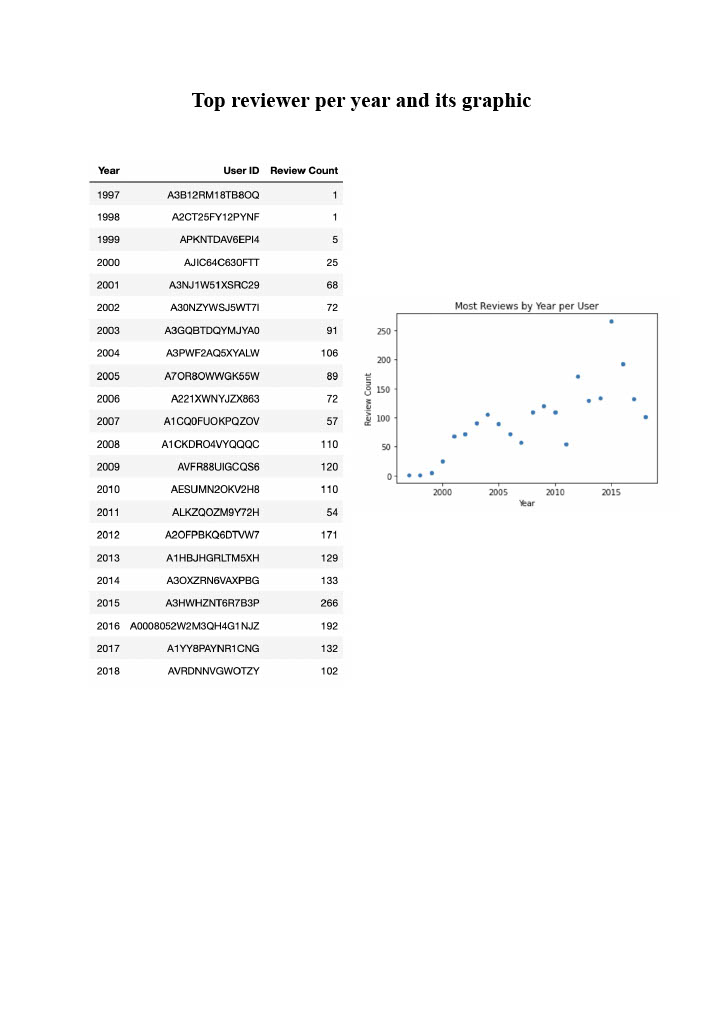 Top reviewer per year and its graphic
Year User ID Review Count
1997 A3B12RM18TB8OQ 1
1998 A2CT25FY12PYNF 1
1999 APKNTDAV6EPI4 5
2000 AJIC64C630FTT 25
2001 A3NJ1W51XSRC29 68
2002 A30NZYWSJ5WT7I 72
2003 A3GQBTDQYMJYA0 91
2004 A3PWF2AQ5XYALW 106
2005 A7OR8OWWGK55W 89
2006 A221XWNYJZX863 72
2007 A1CQ0FUOKPQZOV 57
2008 A1CKDRO4VYQQQC 110
2009 AVFR88UIGCQS6 120
2010 AESUMN2OKV2H8 110
2011 ALKZQOZM9Y72H 54
2012 A2OFPBKQ6DTVW7 171
2013 A1HBJHGRLTM5XH 129
2014 A3OXZRN6VAXPBG 133
2015 A3HWHZNT6R7B3P 266
2016 A0008052W2M3QH4G1NJZ 192
2017 A1YY8PAYNR1CNG 132
2018 AVRDNNVGWOTZY 102
Most Reviews by Year per User
Review Count
250
200
150
100
50
0
2000 2005 2010 2015
Year